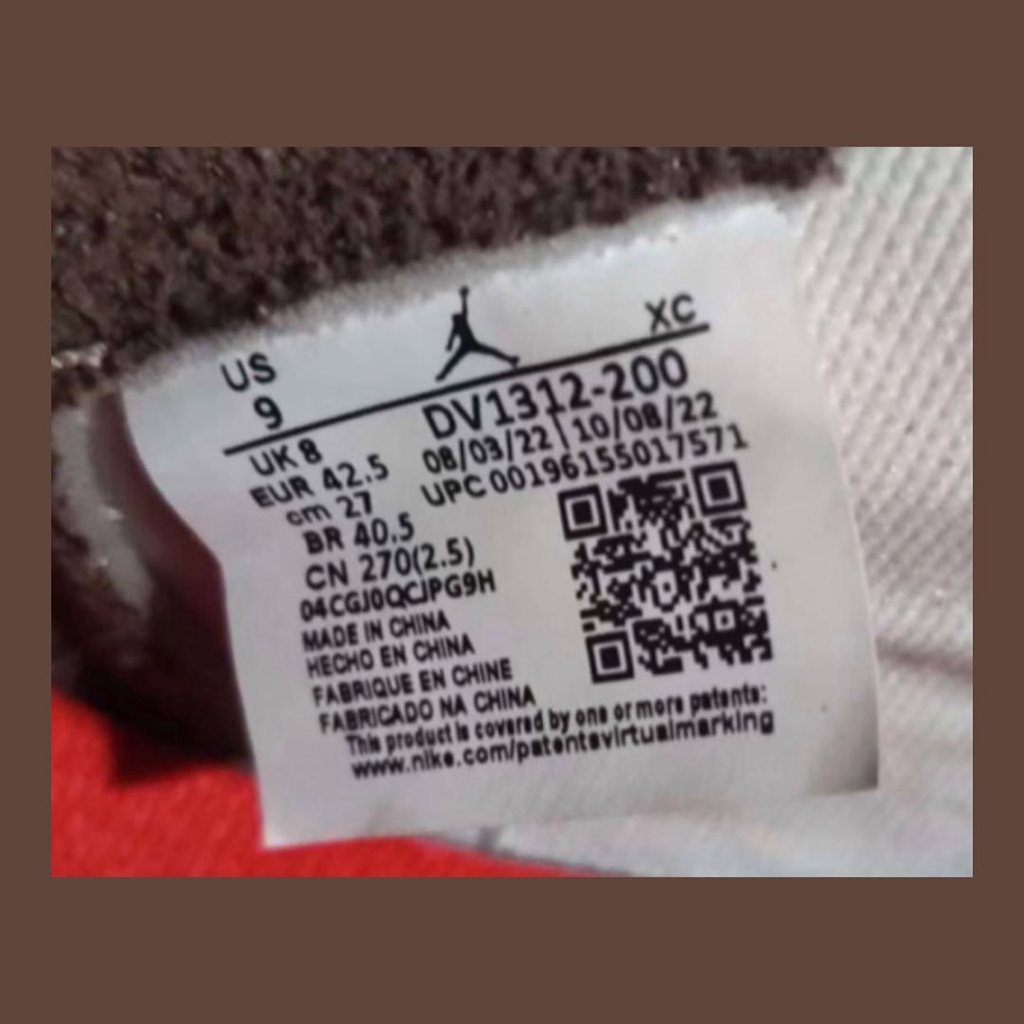 US
9
XC
UK 8
EUR 42.5
cm 27
BR 40.5
CN 270(2.5)
04CGJ0QCJPG9H
DV1312-200
08/03/22 | 10/08/22
UPC 00196155017571
MADE IN CHINA
HECHO EN CHINA
FABRIQUE EN CHINE
FABRICADO NA CHINA
This product is covered by one or more patents:
www.nike.com/patentsvirtualmarking